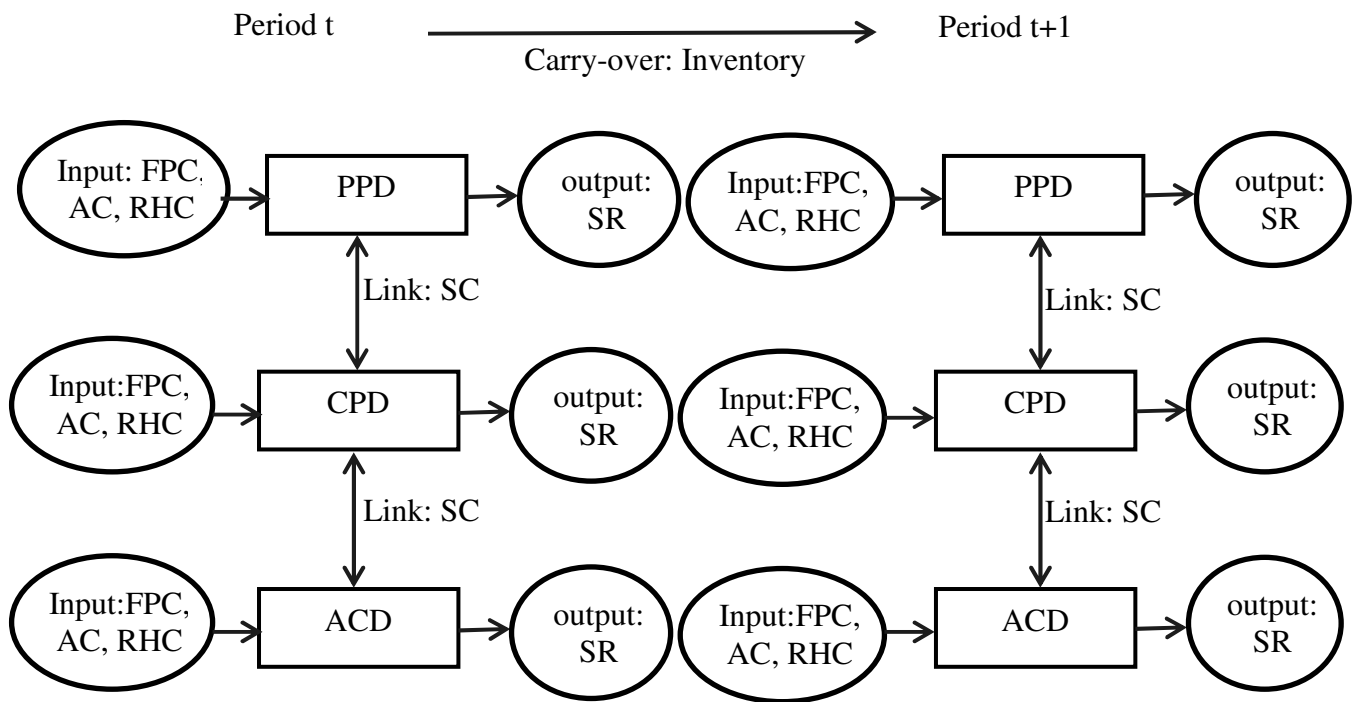 Period t
Period t+1
Carry-over: Inventory
Input: FPC,
AC, RHC
PPD
output:
SR
Input:FPC,
AC, RHC
PPD
output:
SR
Link: SC
Link: SC
Input:FPC,
AC, RHC
CPD
output:
SR
Input:FPC,
AC, RHC
CPD
output:
SR
Link: SC
Link: SC
Input:FPC,
AC, RHC
ACD
output:
SR
Input:FPC,
AC, RHC
ACD
output:
SR